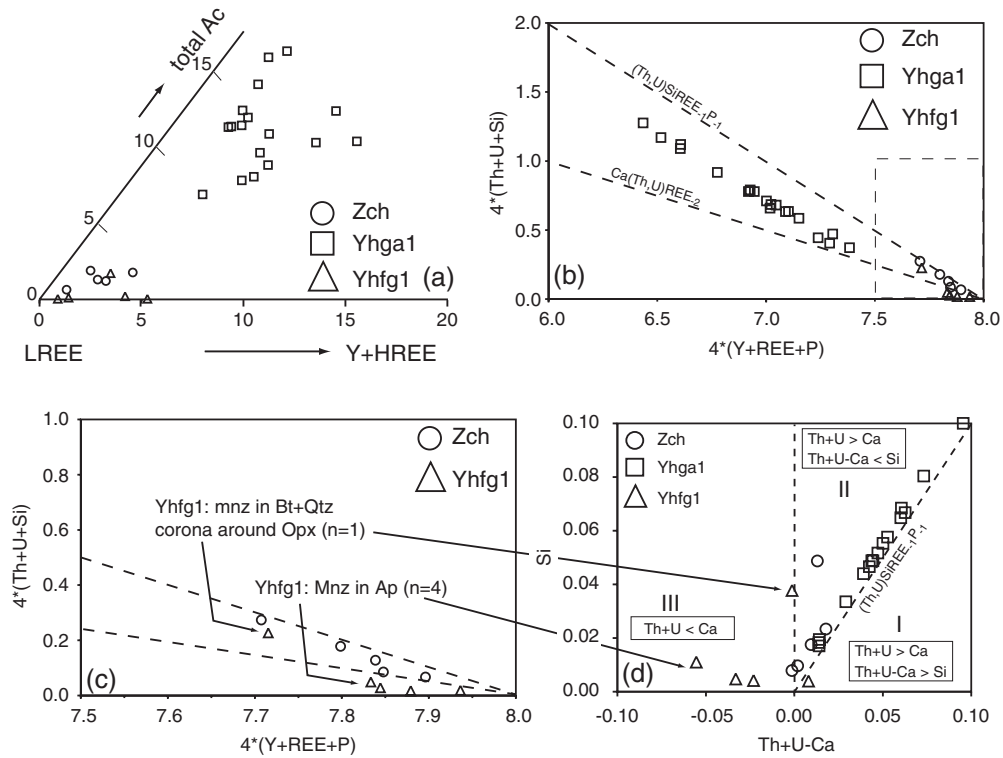 total Ac
15
10
5
0
0
5
10
15
20
LREE
Y+HREE
Zch
Yhga1
Yhfg1
(a)
2.0
1.5
1.0
0.5
0.0
4*(Th+U+Si)
6.0
6.5
7.0
7.5
8.0
4*(Y+REE+P)
(Th,U)SiREE-1P-1
Ca(Th,U)REE-2
Zch
Yhga1
Yhfg1
(b)
1.0
0.8
0.6
0.4
0.2
0.0
4*(Th+U+Si)
7.5
7.6
7.7
7.8
7.9
8.0
4*(Y+REE+P)
Zch
Yhfg1
Yhfg1: mnz in Bt+Qtz
corona around Opx (n=1)
Yhfg1: Mnz in Ap (n=4)
(c)
0.10
0.08
0.06
0.04
0.02
0.00
Si
-0.10
-0.05
0.00
0.05
0.10
Th+U-Ca
Zch
Yhga1
Yhfg1
Th+U > Ca
Th+U-Ca < Si
II
(Th,U)SiREE-1P-1
III
Th+U < Ca
I
Th+U > Ca
Th+U-Ca > Si
(d)